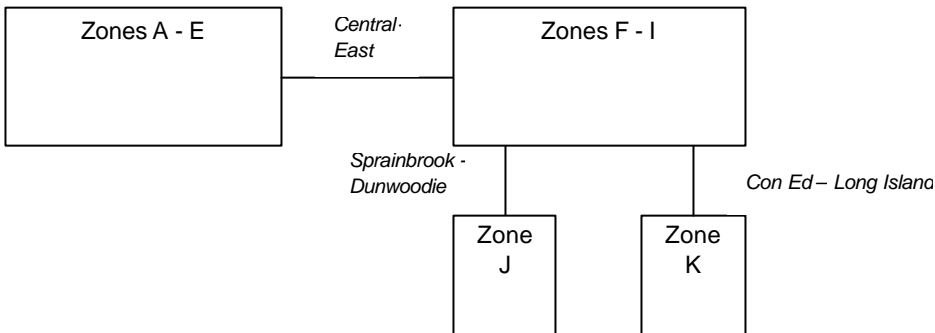 Zones A - E
Central·
East
Zones F - I
Sprainbrook -
Dunwoodie
Con Ed – Long Island
Zone
J
Zone
K